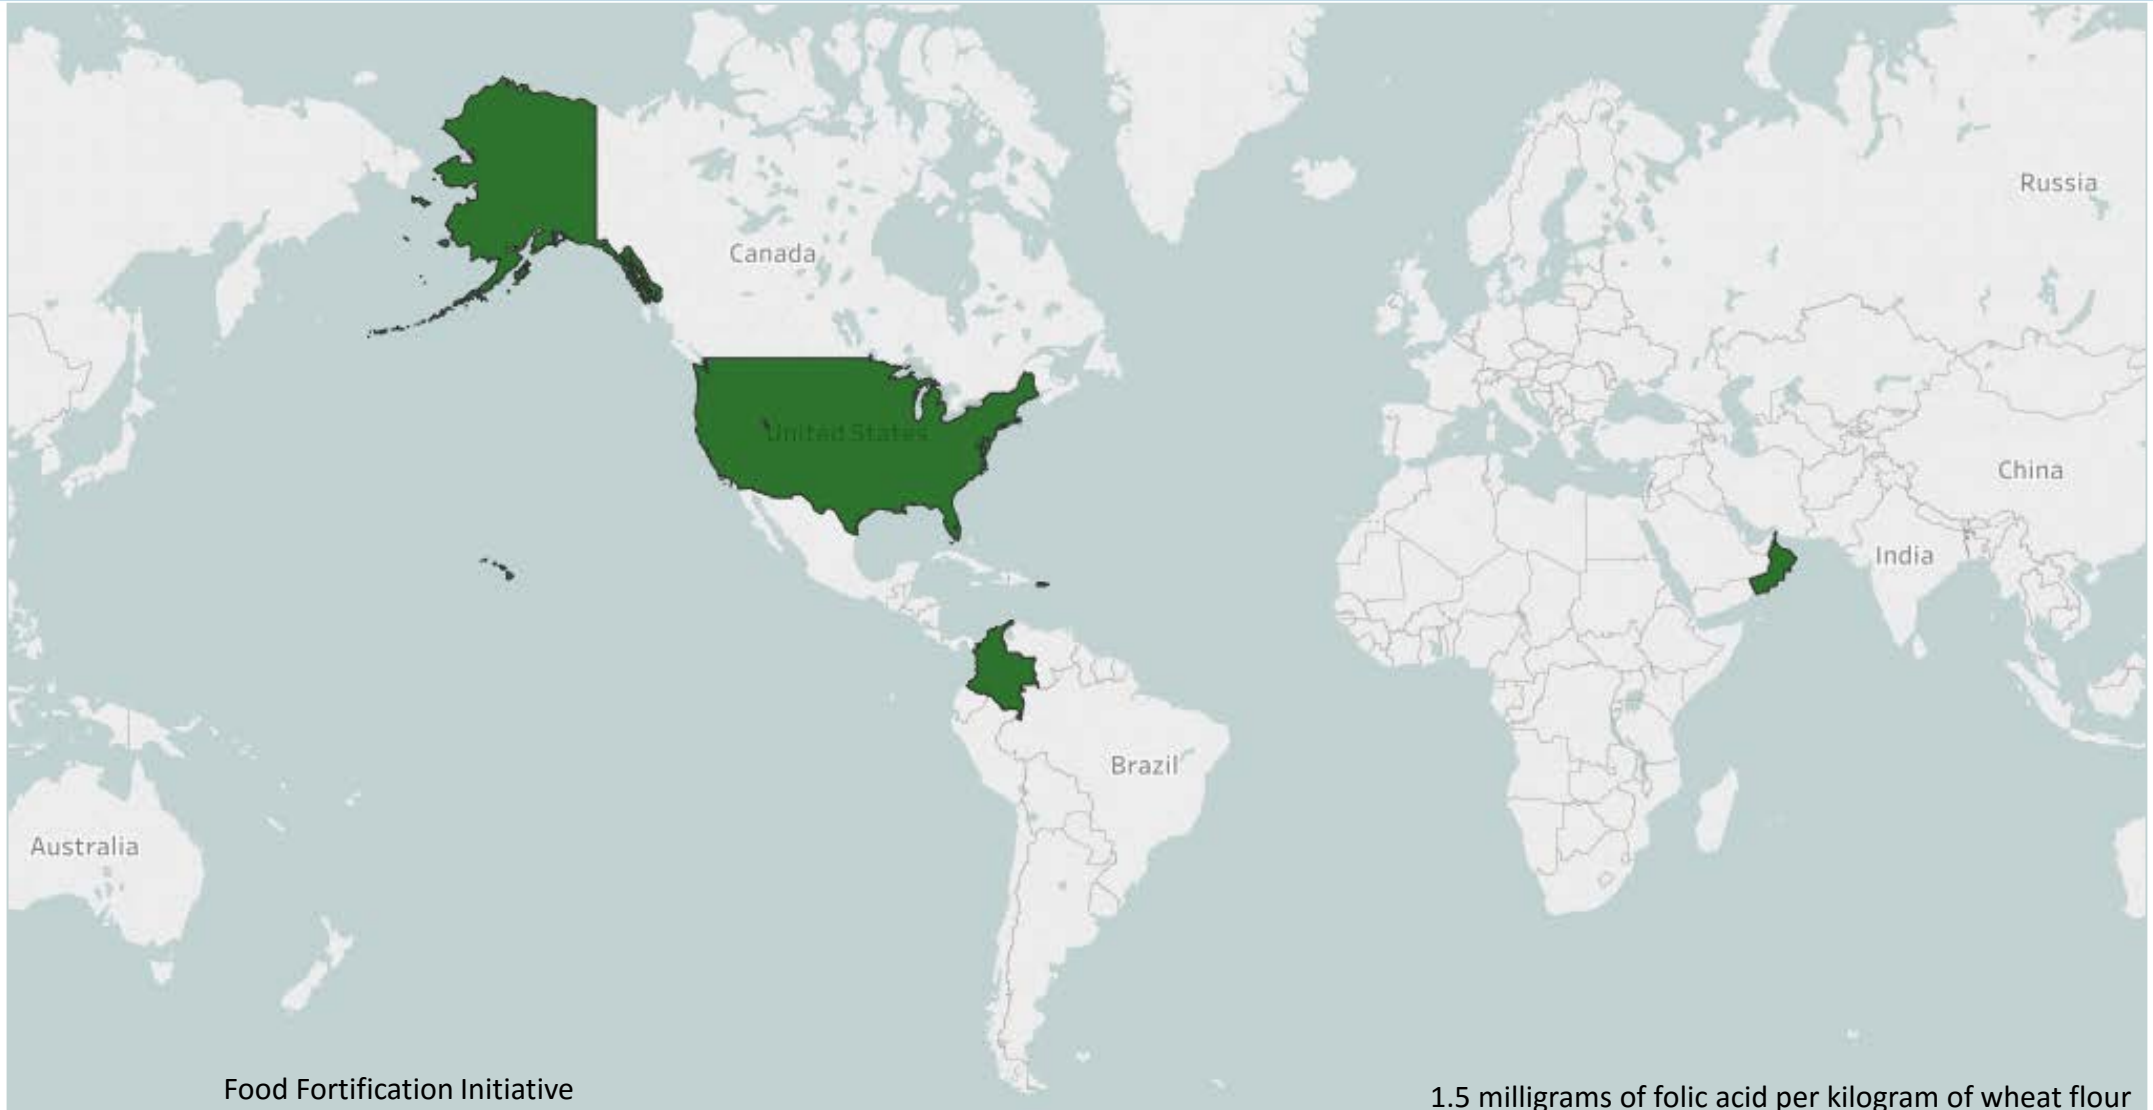 Russia
Canada
United States
China
India
Brazil
Australia
Food Fortification Initiative
1.5 milligrams of folic acid per kilogram of wheat flour